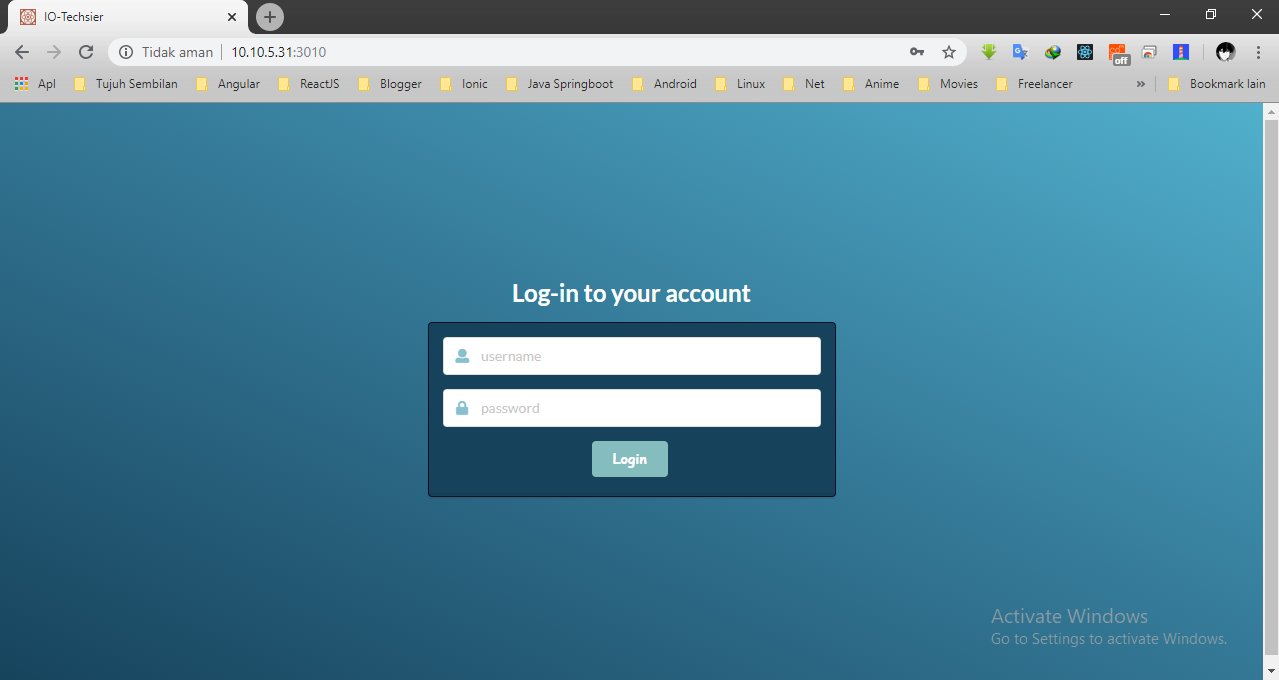 IO-Techsier
Tidak aman 10.10.5.31:3010
off
Apl Tujuh Sembilan Angular ReactJS Blogger Ionic Java Springboot Android Linux Net Anime Movies Freelancer » Bookmark lain
Log-in to your account
username
password
Login
Activate Windows
Go to Settings to activate Windows.